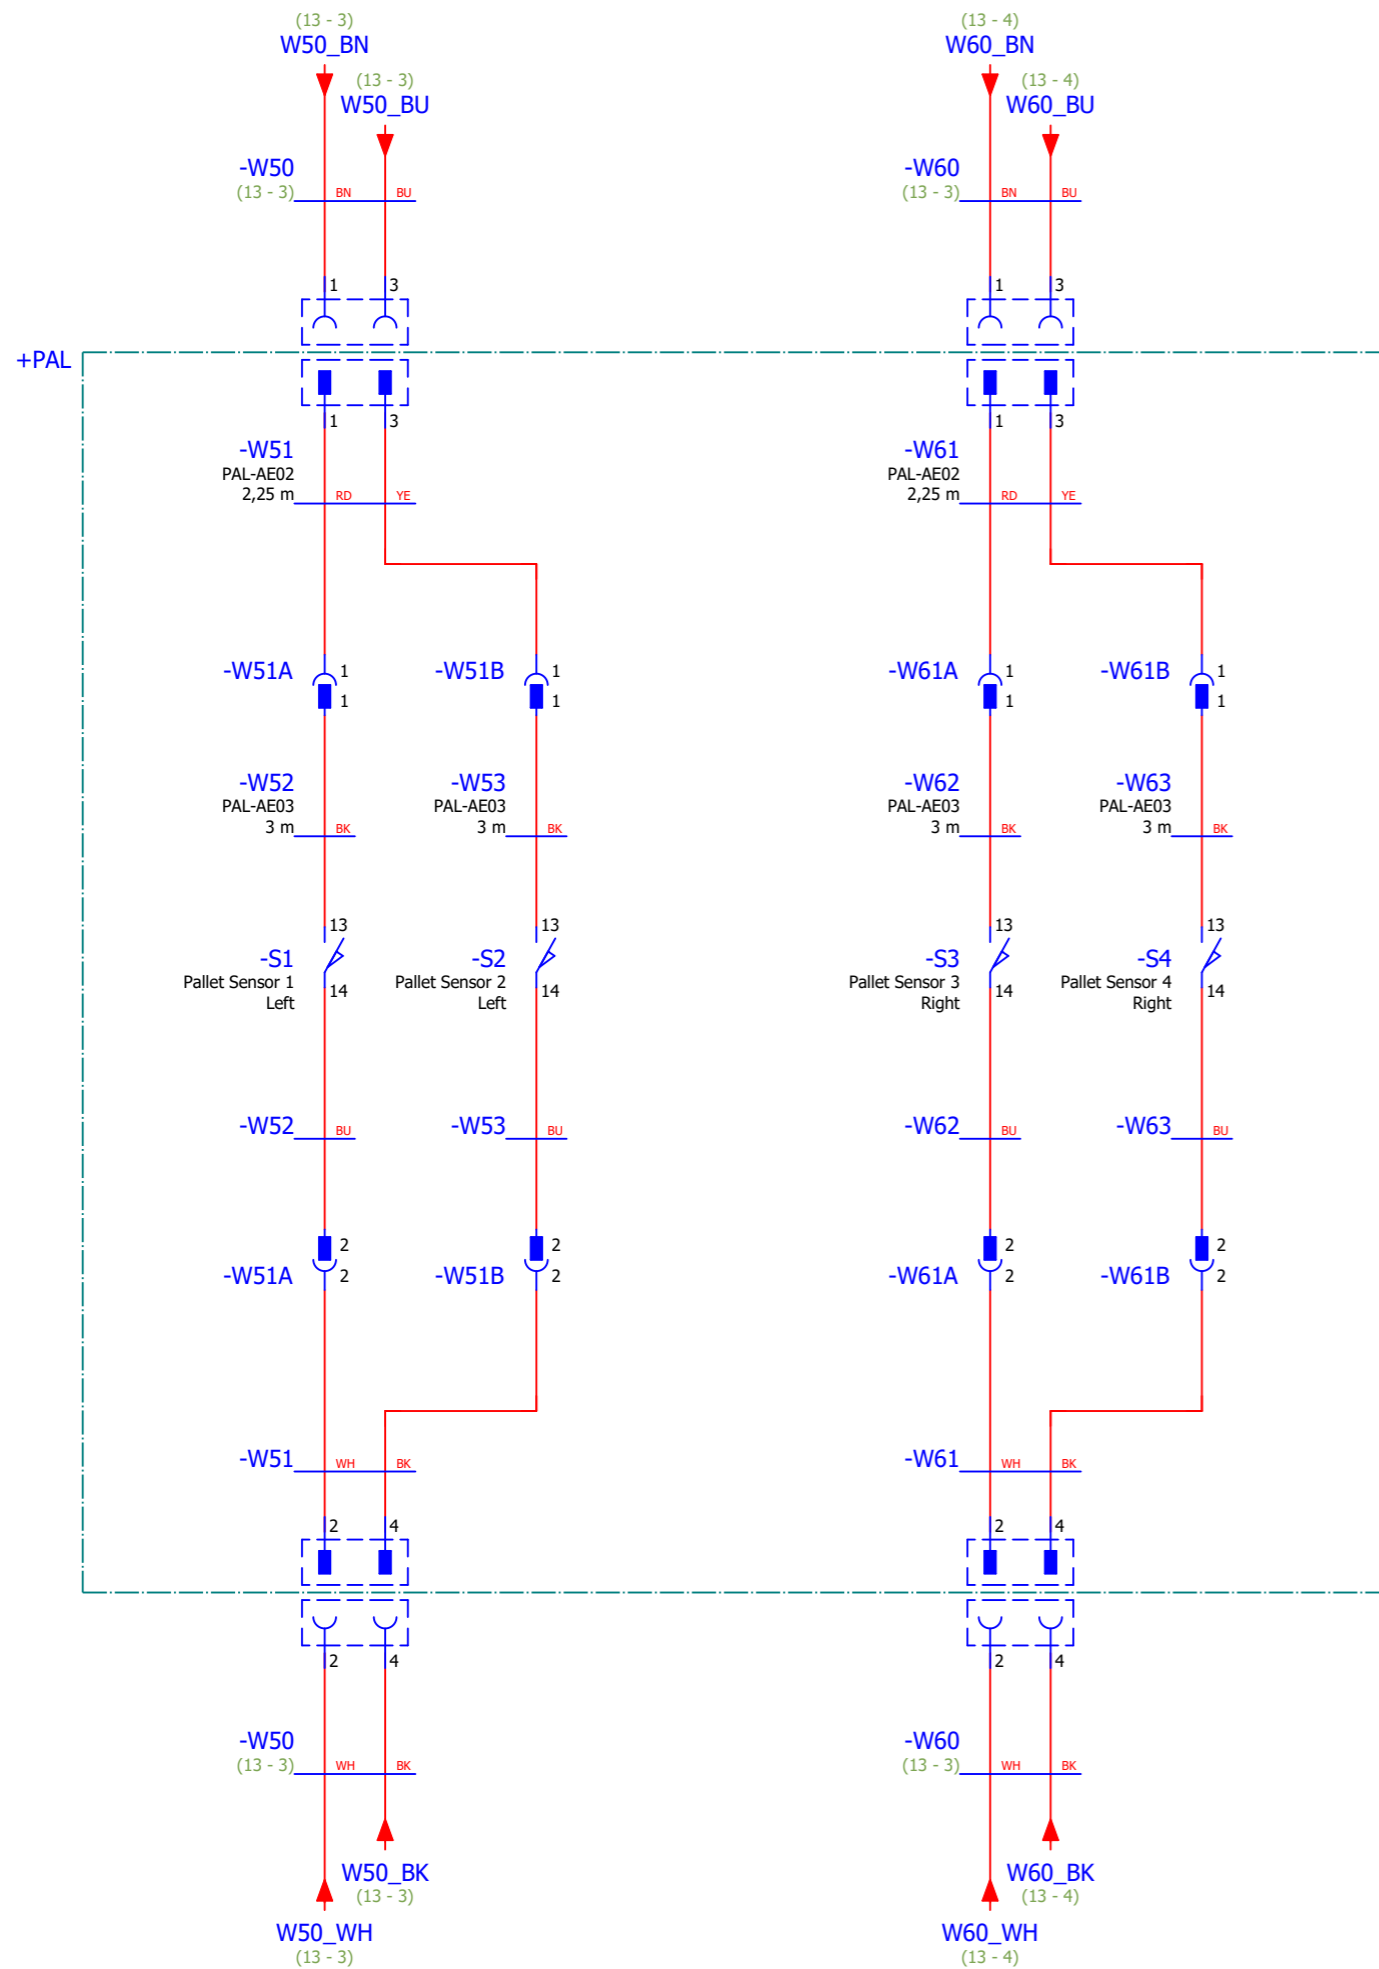 (13 - 3)
W50_BN
(13 - 3)
W50_BU
(13 - 4)
W60_BN
(13 - 4)
W60_BU
-W50
(13 - 3)
BN BU
-W60
(13 - 3)
BN BU
1 3
1 3
+PAL
1 3
1 3
-W51
PAL-AE02
2,25 m
RD YE
-W61
PAL-AE02
2,25 m
RD YE
-W51A 1
1
-W51B 1
1
-W61A 1
1
-W61B 1
1
-W52
PAL-AE03
3 m BK
-W53
PAL-AE03
3 m BK
-W62
PAL-AE03
3 m BK
-W63
PAL-AE03
3 m BK
13
-S1
Pallet Sensor 1
Left
14
13
-S2
Pallet Sensor 2
Left
14
13
-S3
Pallet Sensor 3
Right
14
13
-S4
Pallet Sensor 4
Right
14
-W52 BU
-W53 BU
-W62 BU
-W63 BU
2
-W51A 2
2
-W51B 2
2
-W61A 2
2
-W61B 2
-W51 WH BK
-W61 WH BK
2 4
2 4
2 4
2 4
-W50
(13 - 3)
WH BK
-W60
(13 - 3)
WH BK
W50_BK
(13 - 3)
W50_WH
(13 - 3)
W60_BK
(13 - 4)
W60_WH
(13 - 4)